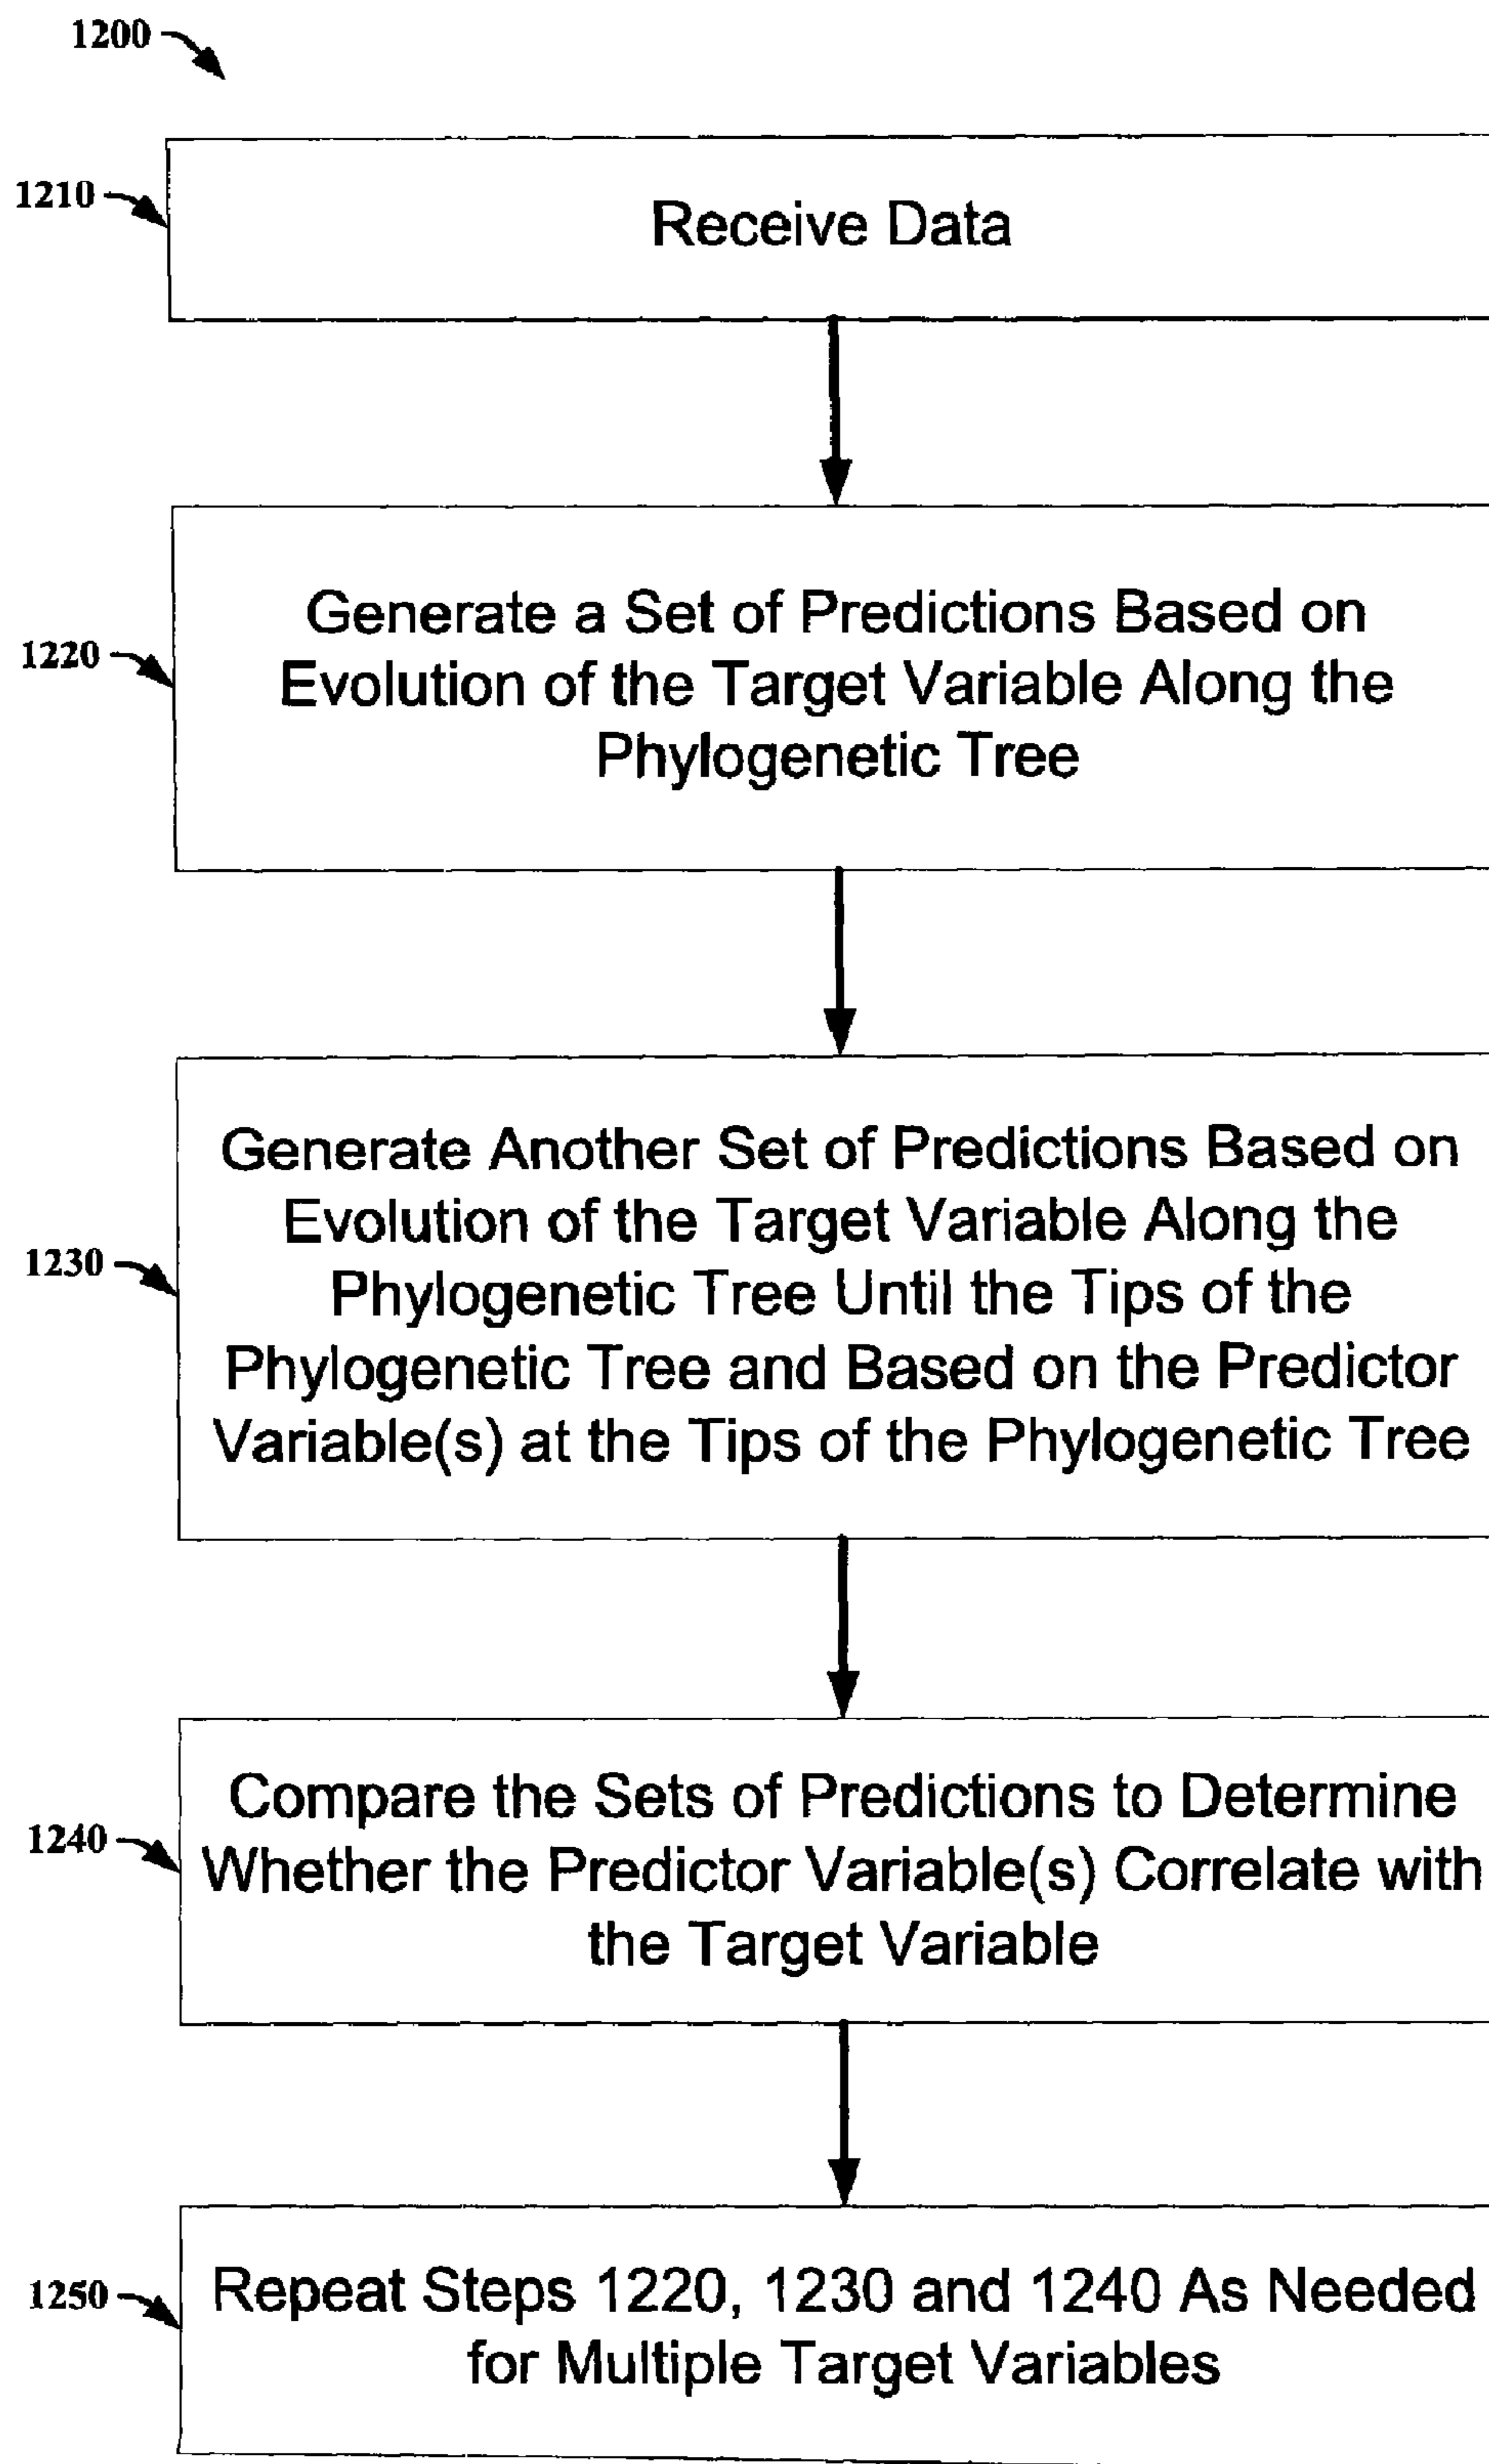 1200
1210
Receive Data
1220
Generate a Set of Predictions Based on
Evolution of the Target Variable Along the
Phylogenetic Tree
1230
Generate Another Set of Predictions Based on
Evolution of the Target Variable Along the
Phylogenetic Tree Until the Tips of the
Phylogenetic Tree and Based on the Predictor
Variable(s) at the Tips of the Phylogenetic Tree
1240
Compare the Sets of Predictions to Determine
Whether the Predictor Variable(s) Correlate with
the Target Variable
1250
Repeat Steps 1220, 1230 and 1240 As Needed
for Multiple Target Variables